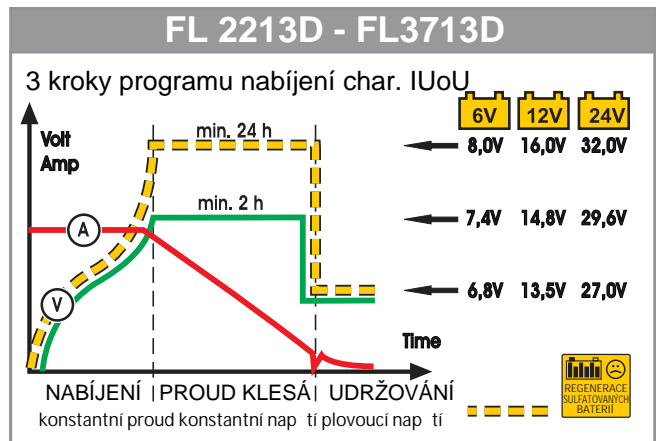 FL 2213D - FL3713D
3 kroky programu nabíjení char. IUoU
6V 12V 24V
Volt
Amp
min. 24 h
8,0V 16,0V 32,0V
min. 2 h
7,4V 14,8V 29,6V
A
V
6,8V 13,5V 27,0V
Time
NABÍJENÍ PROUD KLESÁ UDRŽOVÁNÍ
konstantní proud konstantní nap tí plovoucí nap tí
REGENERACE
SULFATOVANÝCH
BATERIÍ